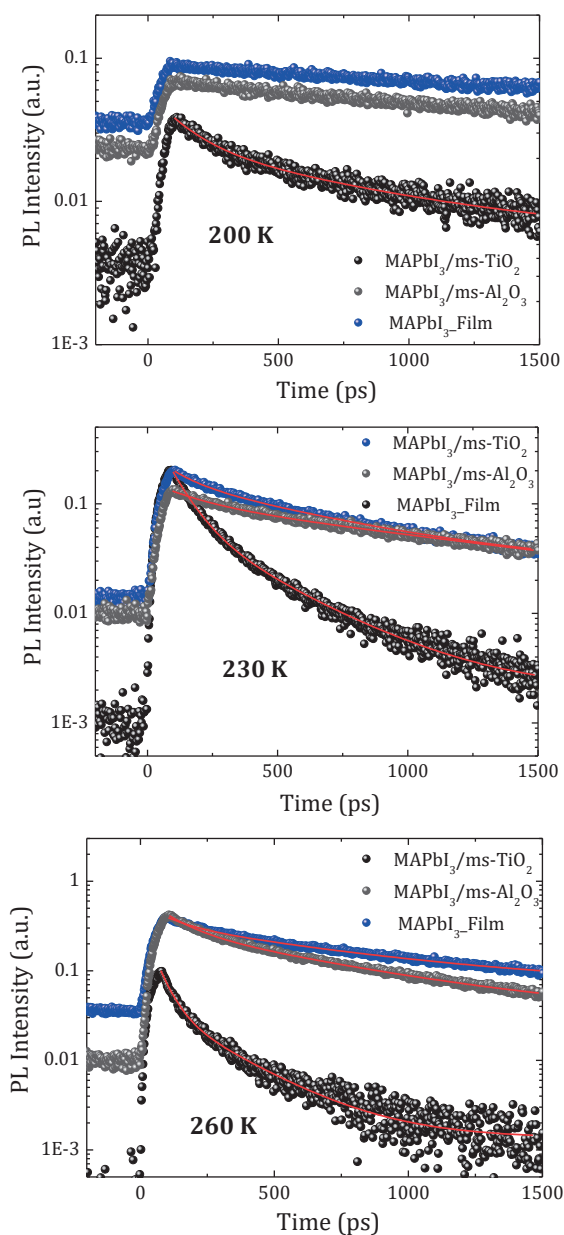 PL Intensity (a.u.)
0.1
0.01
1E-3
200 K
MAPbI₃/ms-TiO₂
MAPbI₃/ms-Al₂O₃
MAPbI₃_Film
0 500 1000 1500
Time (ps)
PL Intensity (a.u)
0.1
0.01
1E-3
MAPbI₃/ms-TiO₂
MAPbI₃/ms-Al₂O₃
MAPbI₃_Film
230 K
0 500 1000 1500
Time (ps)
PL Intensity (a.u.)
1
0.1
0.01
1E-3
MAPbI₃/ms-TiO₂
MAPbI₃/ms-Al₂O₃
MAPbI₃_Film
260 K
0 500 1000 1500
Time (ps)